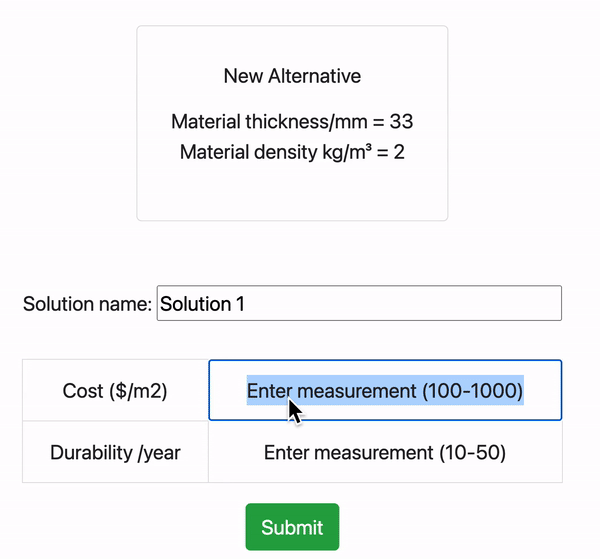 New Alternative
Material thickness/mm = 33
Material density kg/m³ = 2
Solution name: Solution 1
Cost ($/m2) Enter measurement (100-1000)
Durability /year Enter measurement (10-50)
Submit